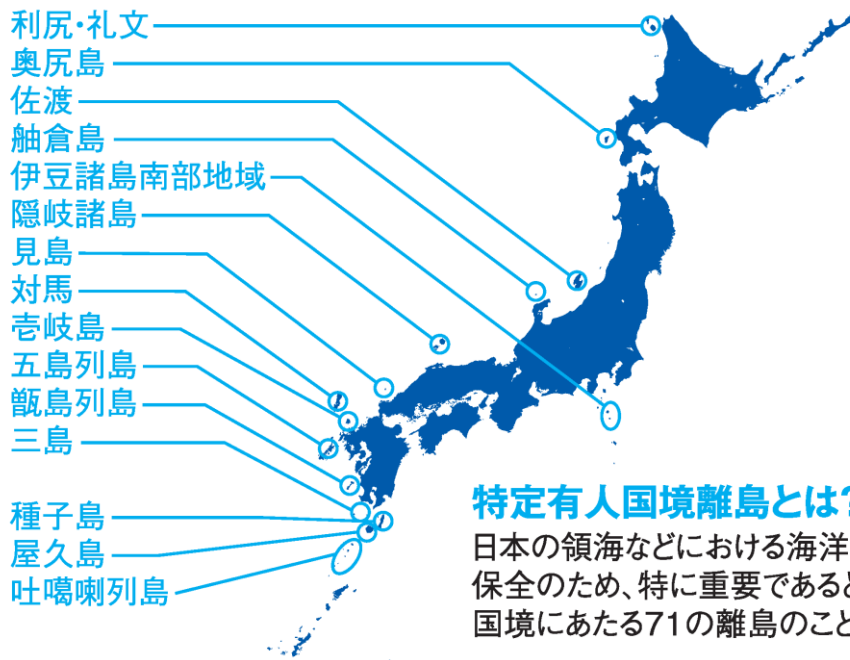 利尻・礼文
奥尻島
佐渡
舳倉島
伊豆諸島南部地域
隠岐諸島
見島
対馬
壱岐島
五島列島
甑島列島
三島
種子島
屋久島
吐噶喇列島
特定有人国境離島とは?
日本の領海などにおける海洋
保全のため、特に重要であると
国境にあたる71の離島のこと